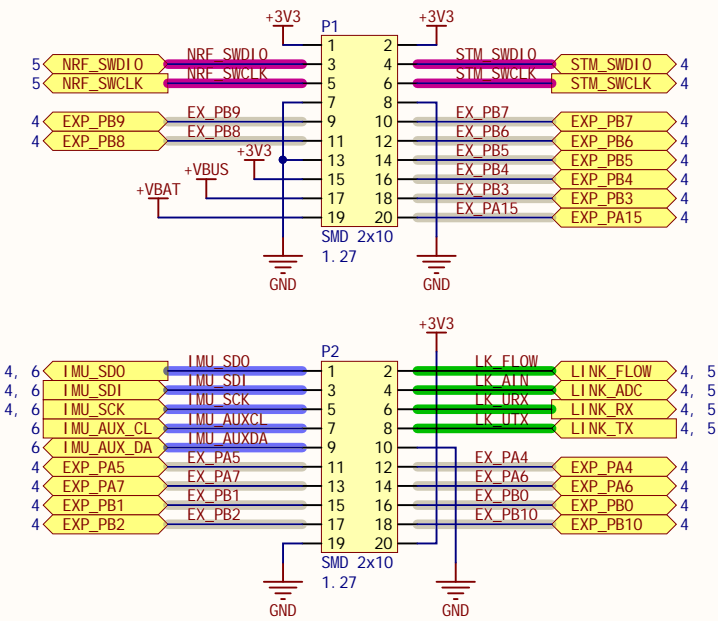 +3V3 P1 +3V3
1 2
5 NRF_SWDIO NRF_SWDIO 3 4 STM_SWDIO STM_SWDIO 4
5 NRF_SWCLK NRF_SWCLK 5 6 STM_SWCLK STM_SWCLK 4
7 8
4 EXP_PB9 EX_PB9 9 10 EX_PB7 EXP_PB7 4
4 EXP_PB8 EX_PB8 11 12 EX_PB6 EXP_PB6 4
+3V3 13 14 EX_PB5 EXP_PB5 4
+VBUS 15 16 EX_PB4 EXP_PB4 4
+VBAT 17 18 EX_PB3 EXP_PB3 4
19 20 EX_PA15 EXP_PA15 4
SMD 2x10
1.27
GND GND
+3V3
P2
4, 6 IMU_SDO IMU_SDO 1 2 LK_FLOW LINK_FLOW 4, 5
4, 6 IMU_SDI IMU_SDI 3 4 LK_AIN LINK_ADC 4, 5
4, 6 IMU_SCK IMU_SCK 5 6 LK_URX LINK_RX 4, 5
6 IMU_AUX_CL IMU_AUXCL 7 8 LK_UTX LINK_TX 4, 5
6 IMU_AUX_DA IMU_AUXDA 9 10
4 EXP_PA5 EX_PA5 11 12 EX_PA4 EXP_PA4 4
4 EXP_PA7 EX_PA7 13 14 EX_PA6 EXP_PA6 4
4 EXP_PB1 EX_PB1 15 16 EX_PB0 EXP_PB0 4
4 EXP_PB2 EX_PB2 17 18 EX_PB10 EXP_PB10 4
19 20
SMD 2x10
1.27
GND GND